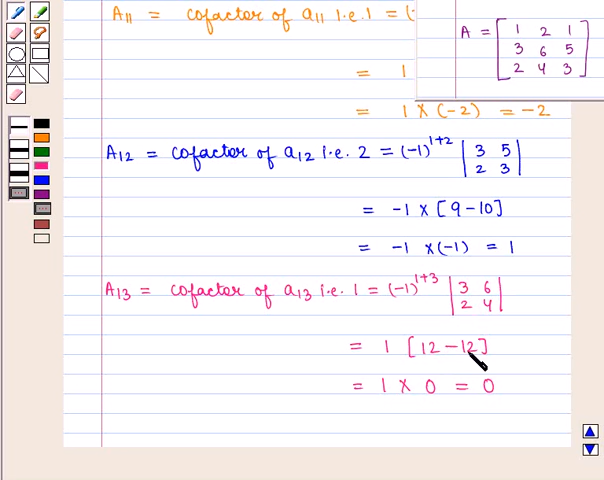 A11 = cofactor of a11 i.e. 1 = (-
A = [1 2 1
3 6 5
2 4 3]
= 1
= 1 × (-2) = -2
A12 = cofactor of a12 i.e. 2 = (-1)^1+2 |3 5
2 3|
= -1 × [9-10]
= -1 × (-1) = 1
A13 = cofactor of a13 i.e. 1 = (-1)^1+3 |3 6
2 4|
= 1 [12-12]
= 1 × 0 = 0